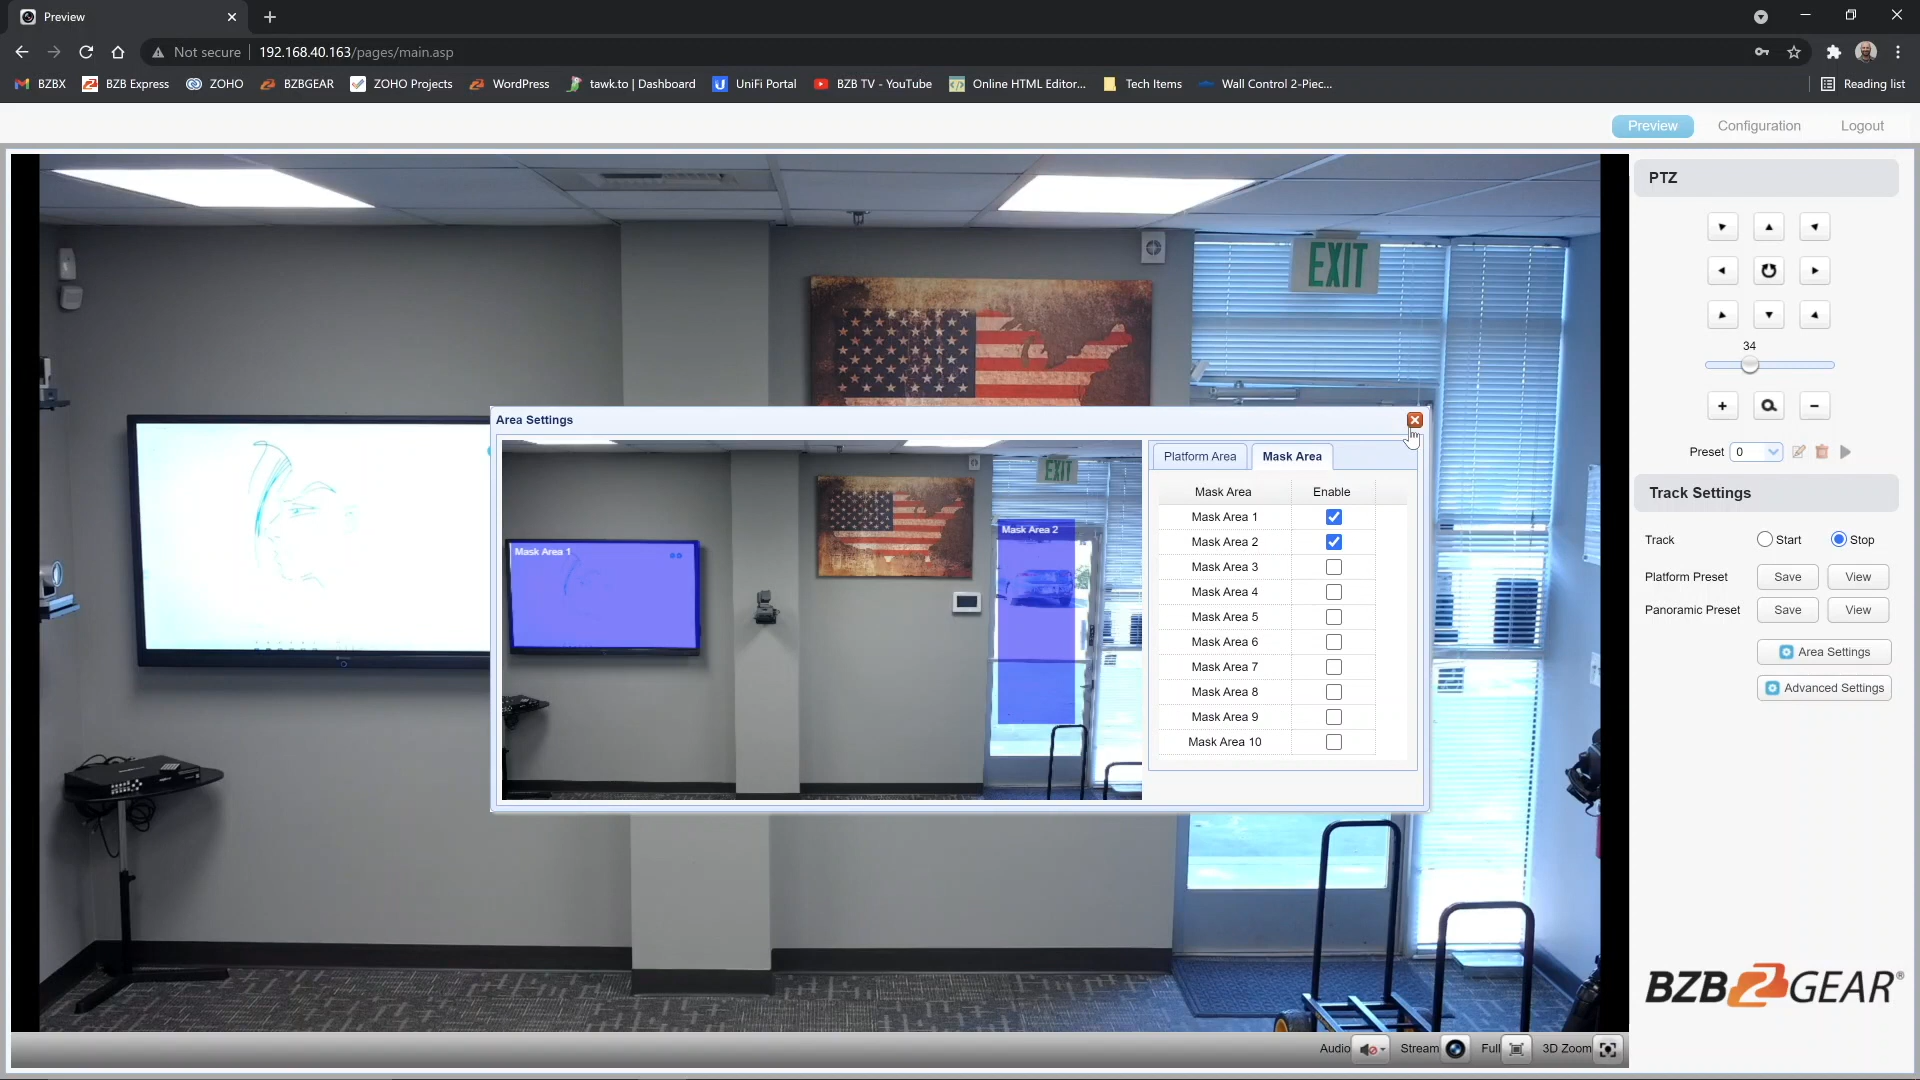 Preview
Not secure
192.168.40.163/pages/main.asp
BZBX
BZB Express
ZOHO
BZBGEAR
ZOHO Projects
WordPress
tawk.to | Dashboard
UniFi Portal
BZB TV - YouTube
Online HTML Editor...
Tech Items
Wall Control 2-Piec...
Reading list
Preview
Configuration
Logout
PTZ
EXIT
34
Area Settings
Preset 0
EXIT
Platform Area
Mask Area
Track Settings
Mask Area
Enable
Mask Area 1
Mask Area 2
Mask Area 1
Mask Area 2
Mask Area 3
Mask Area 4
Mask Area 5
Mask Area 6
Mask Area 7
Mask Area 8
Mask Area 9
Mask Area 10
Track
Start
Stop
Platform Preset
Save
View
Panoramic Preset
Save
View
Area Settings
Advanced Settings
BZBGEAR®
Audio
Stream
Full
3D Zoom